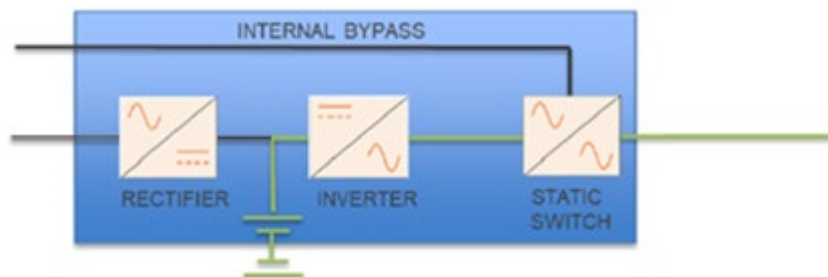 INTERNAL BYPASS
RECTIFIER
INVERTER
STATIC
SWITCH